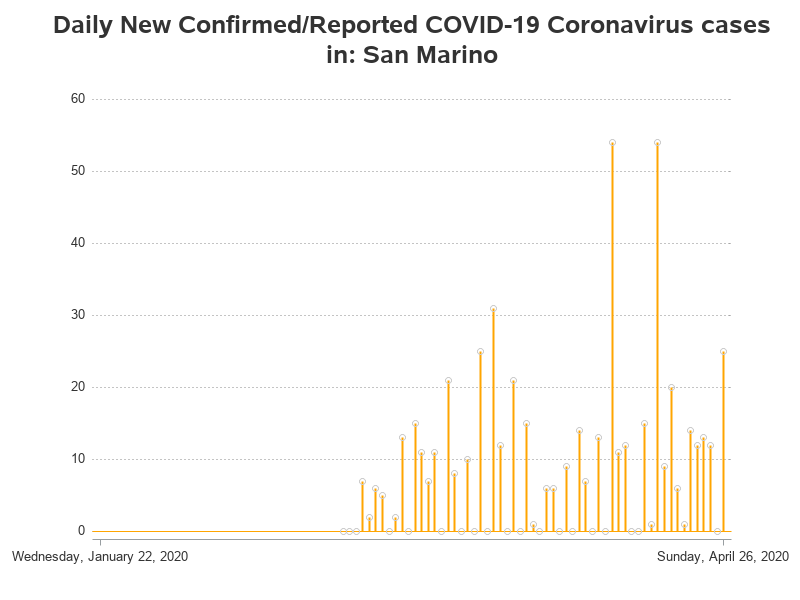 Daily New Confirmed/Reported COVID-19 Coronavirus cases
in: San Marino
60
50
40
30
20
10
0
Wednesday, January 22, 2020
Sunday, April 26, 2020